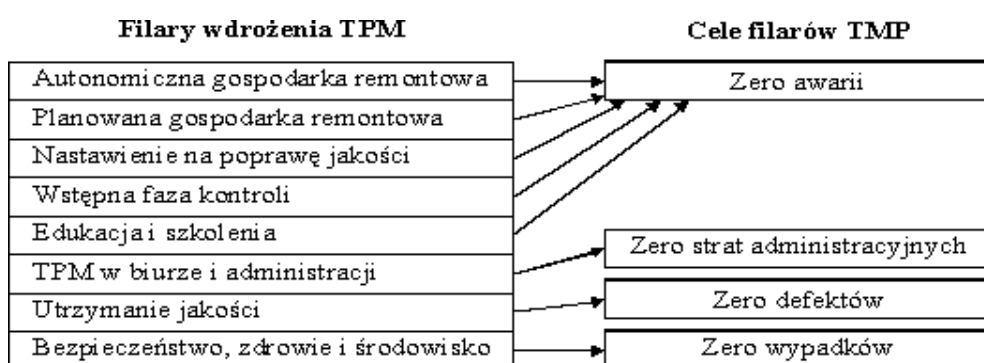 Filary wdrożenia TPM
Cele filarów TMP
Autonomiczna gospodarka remontowa
Planowana gospodarka remontowa
Nastawienie na poprawę jakości
Wstępna faza kontroli
Edukacja i szkolenia
TPM w biurze i administracji
Utrzymanie jakości
Bezpieczeństwo, zdrowie i środowisko
Zero awarii
Zero strat administracyjnych
Zero defektów
Zero wypadków